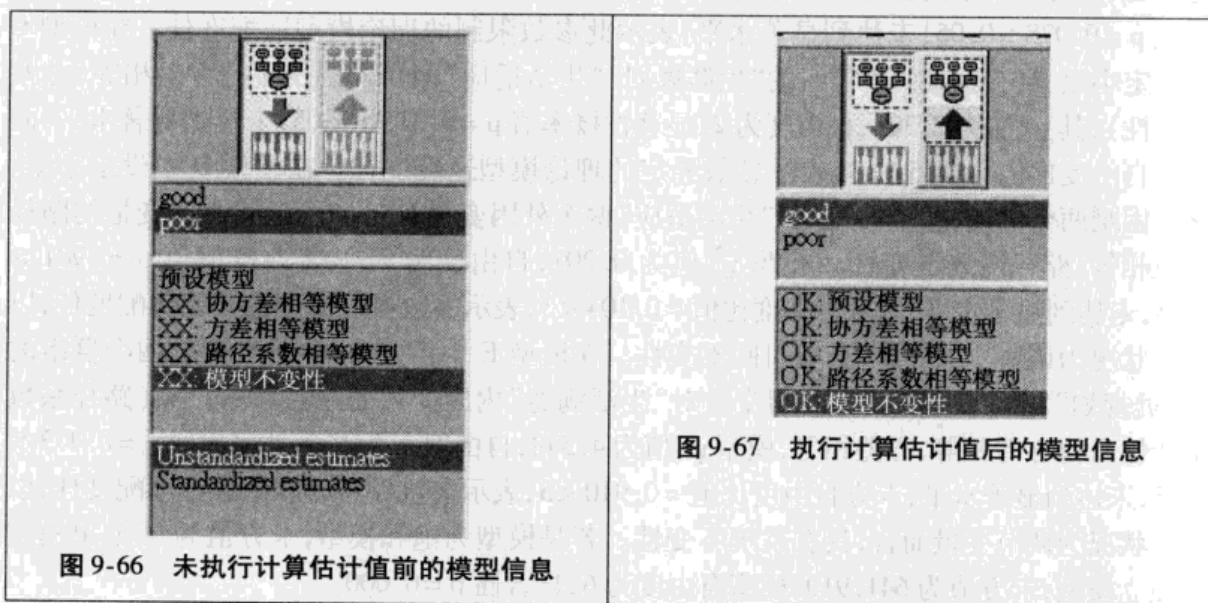 good
poor
预设模型
XX: 协方差相等模型
XX: 方差相等模型
XX: 路径系数相等模型
XX: 模型不变性
Unstandardized estimates
Standardized estimates
图 9-66 未执行计算估计值前的模型信息
good
poor
OK: 预设模型
OK: 协方差相等模型
OK: 方差相等模型
OK: 路径系数相等模型
OK: 模型不变性
图 9-67 执行计算估计值后的模型信息